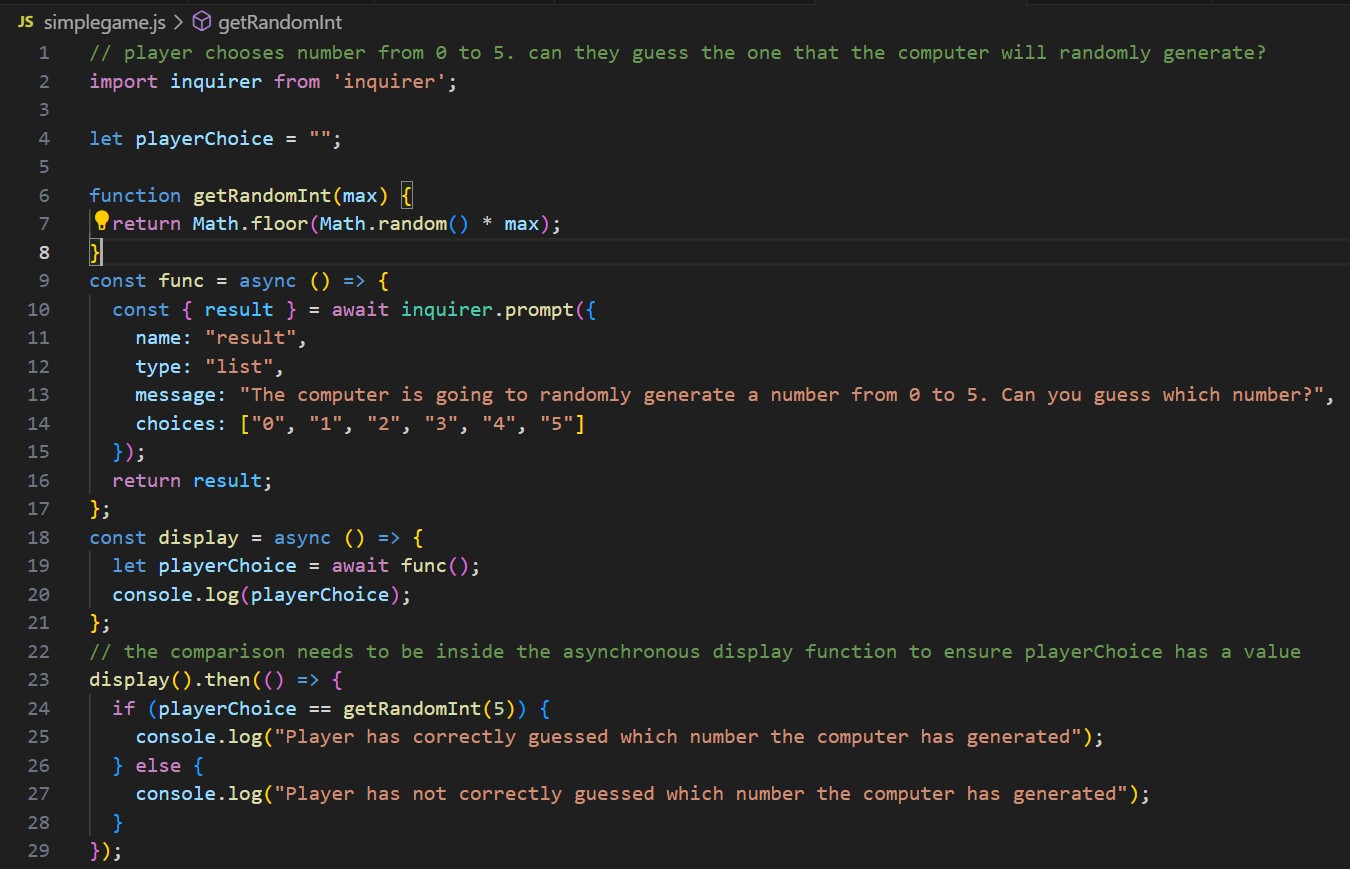 JS simplegame.js > getRandomInt
1 // player chooses number from 0 to 5. can they guess the one that the computer will randomly generate?
2 import inquirer from 'inquirer';
3
4 let playerChoice = "";
5
6 function getRandomInt(max) {
7 return Math.floor(Math.random() * max);
8 }
9 const func = async () => {
10 const { result } = await inquirer.prompt({
11 name: "result",
12 type: "list",
13 message: "The computer is going to randomly generate a number from 0 to 5. Can you guess which number?",
14 choices: ["0", "1", "2", "3", "4", "5"]
15 });
16 return result;
17 };
18 const display = async () => {
19 let playerChoice = await func();
20 console.log(playerChoice);
21 };
22 // the comparison needs to be inside the asynchronous display function to ensure playerChoice has a value
23 display().then(() => {
24 if (playerChoice == getRandomInt(5)) {
25 console.log("Player has correctly guessed which number the computer has generated");
26 } else {
27 console.log("Player has not correctly guessed which number the computer has generated");
28 }
29 });